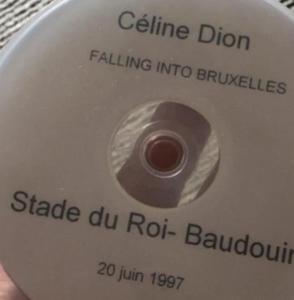 Céline Dion
FALLING INTO BRUXELLES
Stade du Roi- Baudouin
20 juin 1997